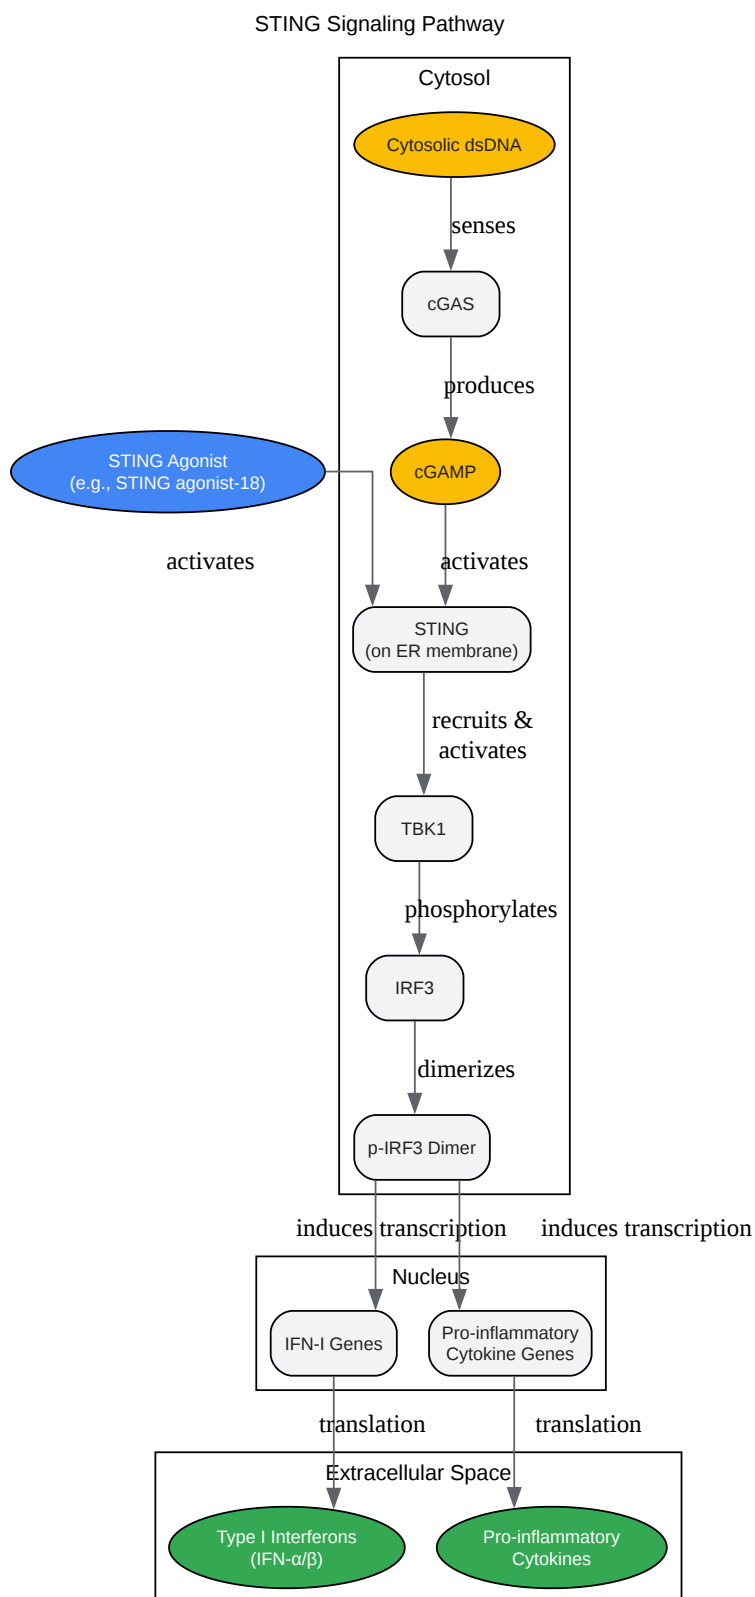 STING Signaling Pathway
Cytosol
Cytosolic dsDNA
senses
cGAS
produces
STING Agonist
(e.g., STING agonist-18)
cGAMP
activates
activates
STING
(on ER membrane)
recruits &
activates
TBK1
phosphorylates
IRF3
dimerizes
p-IRF3 Dimer
induces transcription
induces transcription
Nucleus
IFN-I Genes
Pro-inflammatory
Cytokine Genes
translation
translation
Extracellular Space
Type I Interferons
(IFN-α/β)
Pro-inflammatory
Cytokines